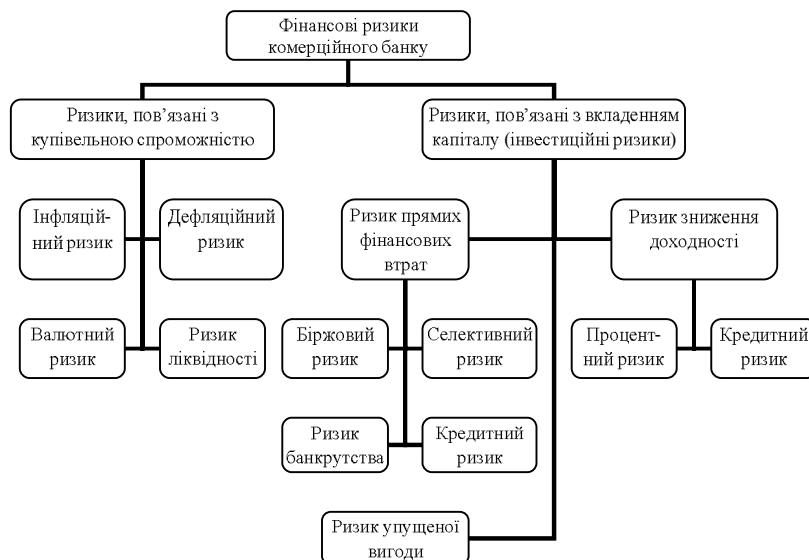 Фінансові ризики
комерційного банку
Ризики, пов’язані з
купівельною спроможністю
Ризики, пов’язані з вкладенням
капіталу (інвестиційні ризики)
Інфляцій-
ний ризик
Дефляційний
ризик
Ризик прямих
фінансових
втрат
Ризик зниження
доходності
Валютний
ризик
Ризик
ліквідності
Біржовий
ризик
Селективний
ризик
Процент-
ний ризик
Кредитний
ризик
Ризик
банкрутства
Кредитний
ризик
Ризик упущеної
вигоди